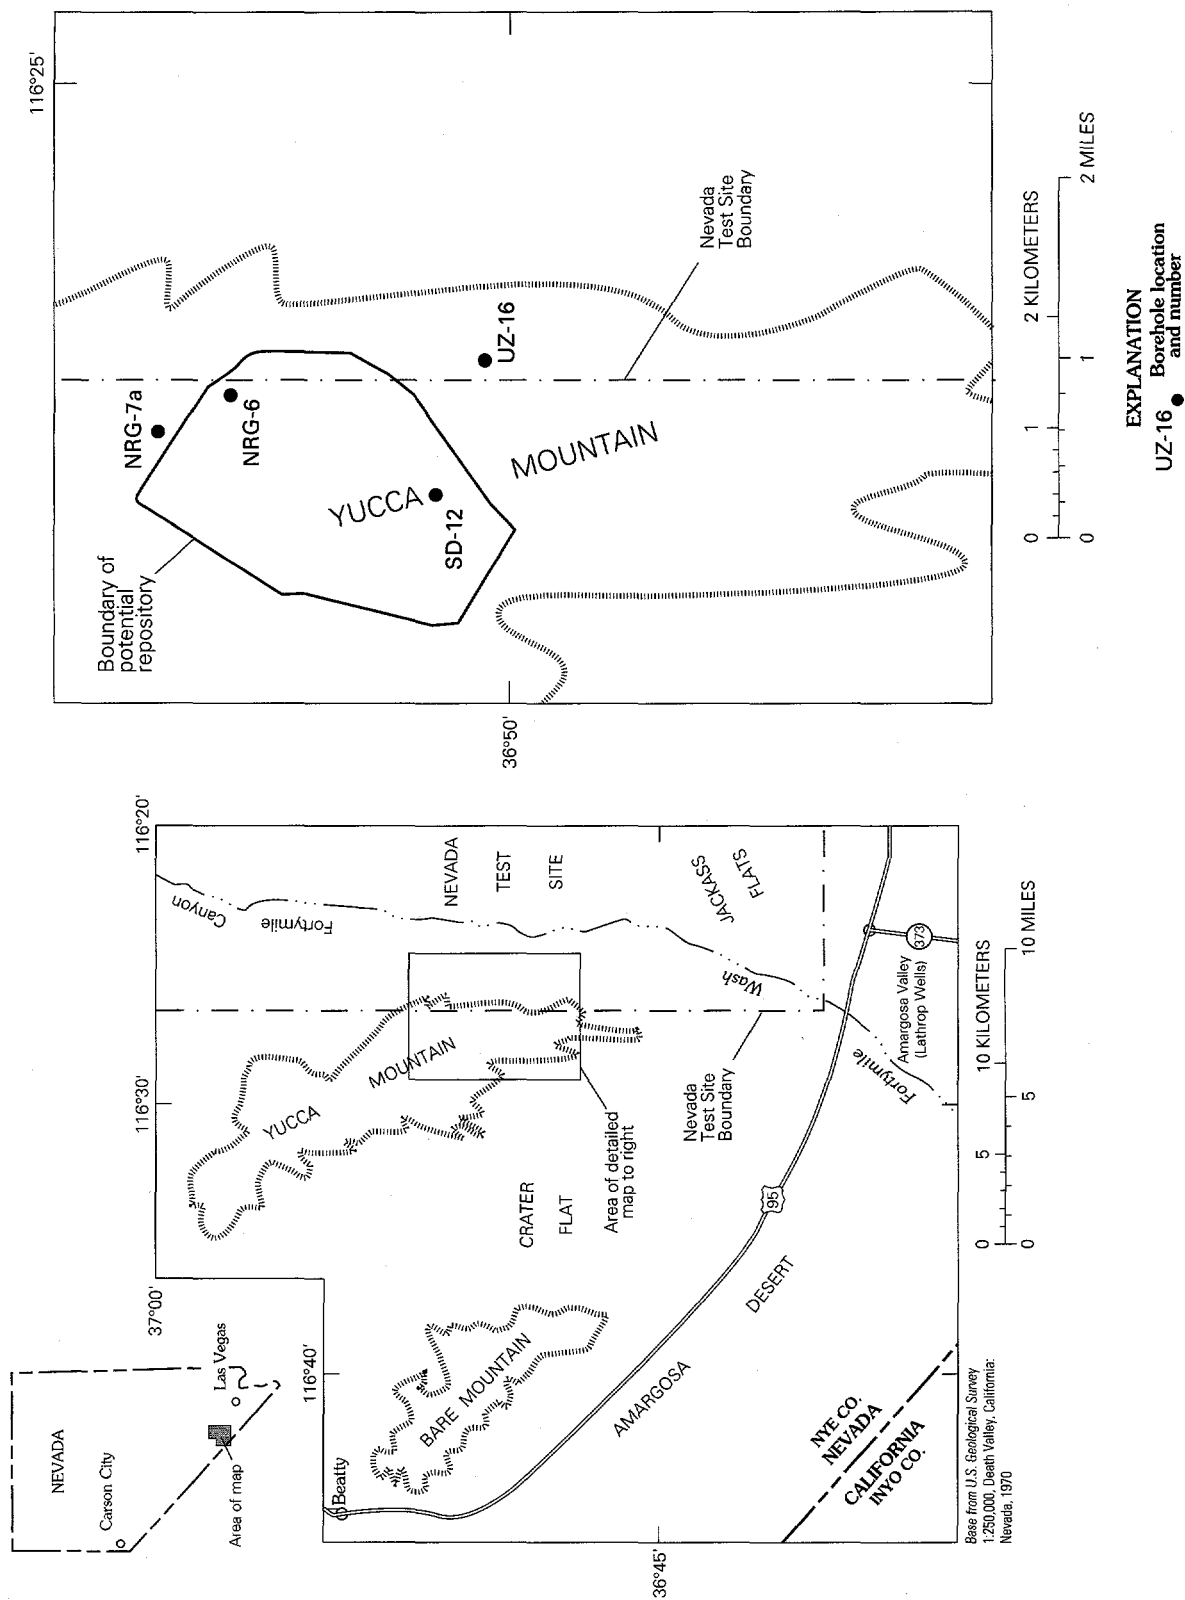 NEVADA
Carson City
Las Vegas
Area of map
37°00'
116°40'
116°30'
116°20'
36°45'
Beatty
BARE MOUNTAIN
YUCCA
MOUNTAIN
CRATER
FLAT
Area of detailed
map to right
Canyon
Fortymile
Wash
NEVADA
TEST
SITE
JACKASS
FLATS
Nevada
Test Site
Boundary
Fortymile
Amargosa Valley
(Lathrop Wells)
373
95
AMARGOSA
DESERT
NYE CO.
NEVADA
CALIFORNIA
INYO CO.
Base from U.S. Geological Survey
1:250,000, Death Valley, California:
Nevada, 1970
0 5 10 KILOMETERS
0 5 10 MILES
116°25'
36°50'
Boundary of
potential
repository
NRG-7a
NRG-6
YUCCA
SD-12
MOUNTAIN
UZ-16
Nevada
Test Site
Boundary
0 1 2 KILOMETERS
0 1 2 MILES
EXPLANATION
UZ-16 Borehole location
and number